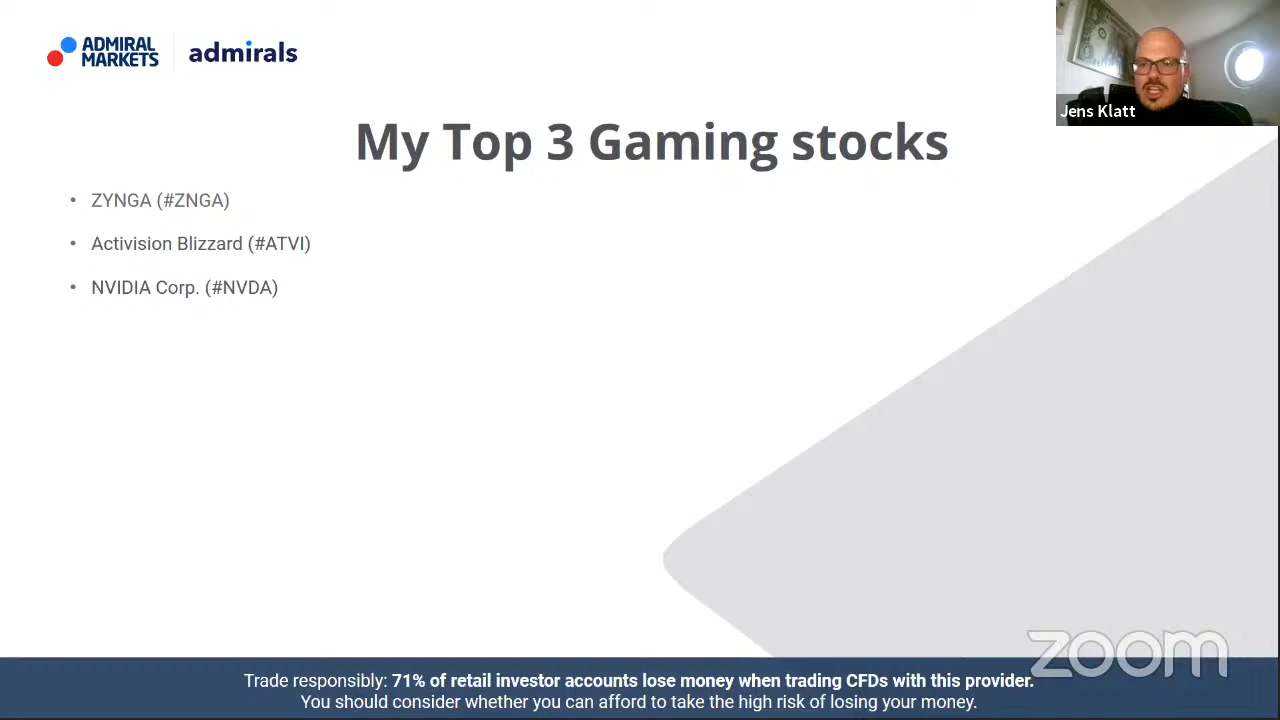 ADMIRAL
MARKETS
admirals
Jens Klatt
My Top 3 Gaming stocks
• ZYNGA (#ZNGA)
• Activision Blizzard (#ATVI)
• NVIDIA Corp. (#NVDA)
zoom
Trade responsibly: 71% of retail investor accounts lose money when trading CFDs with this provider.
You should consider whether you can afford to take the high risk of losing your money.